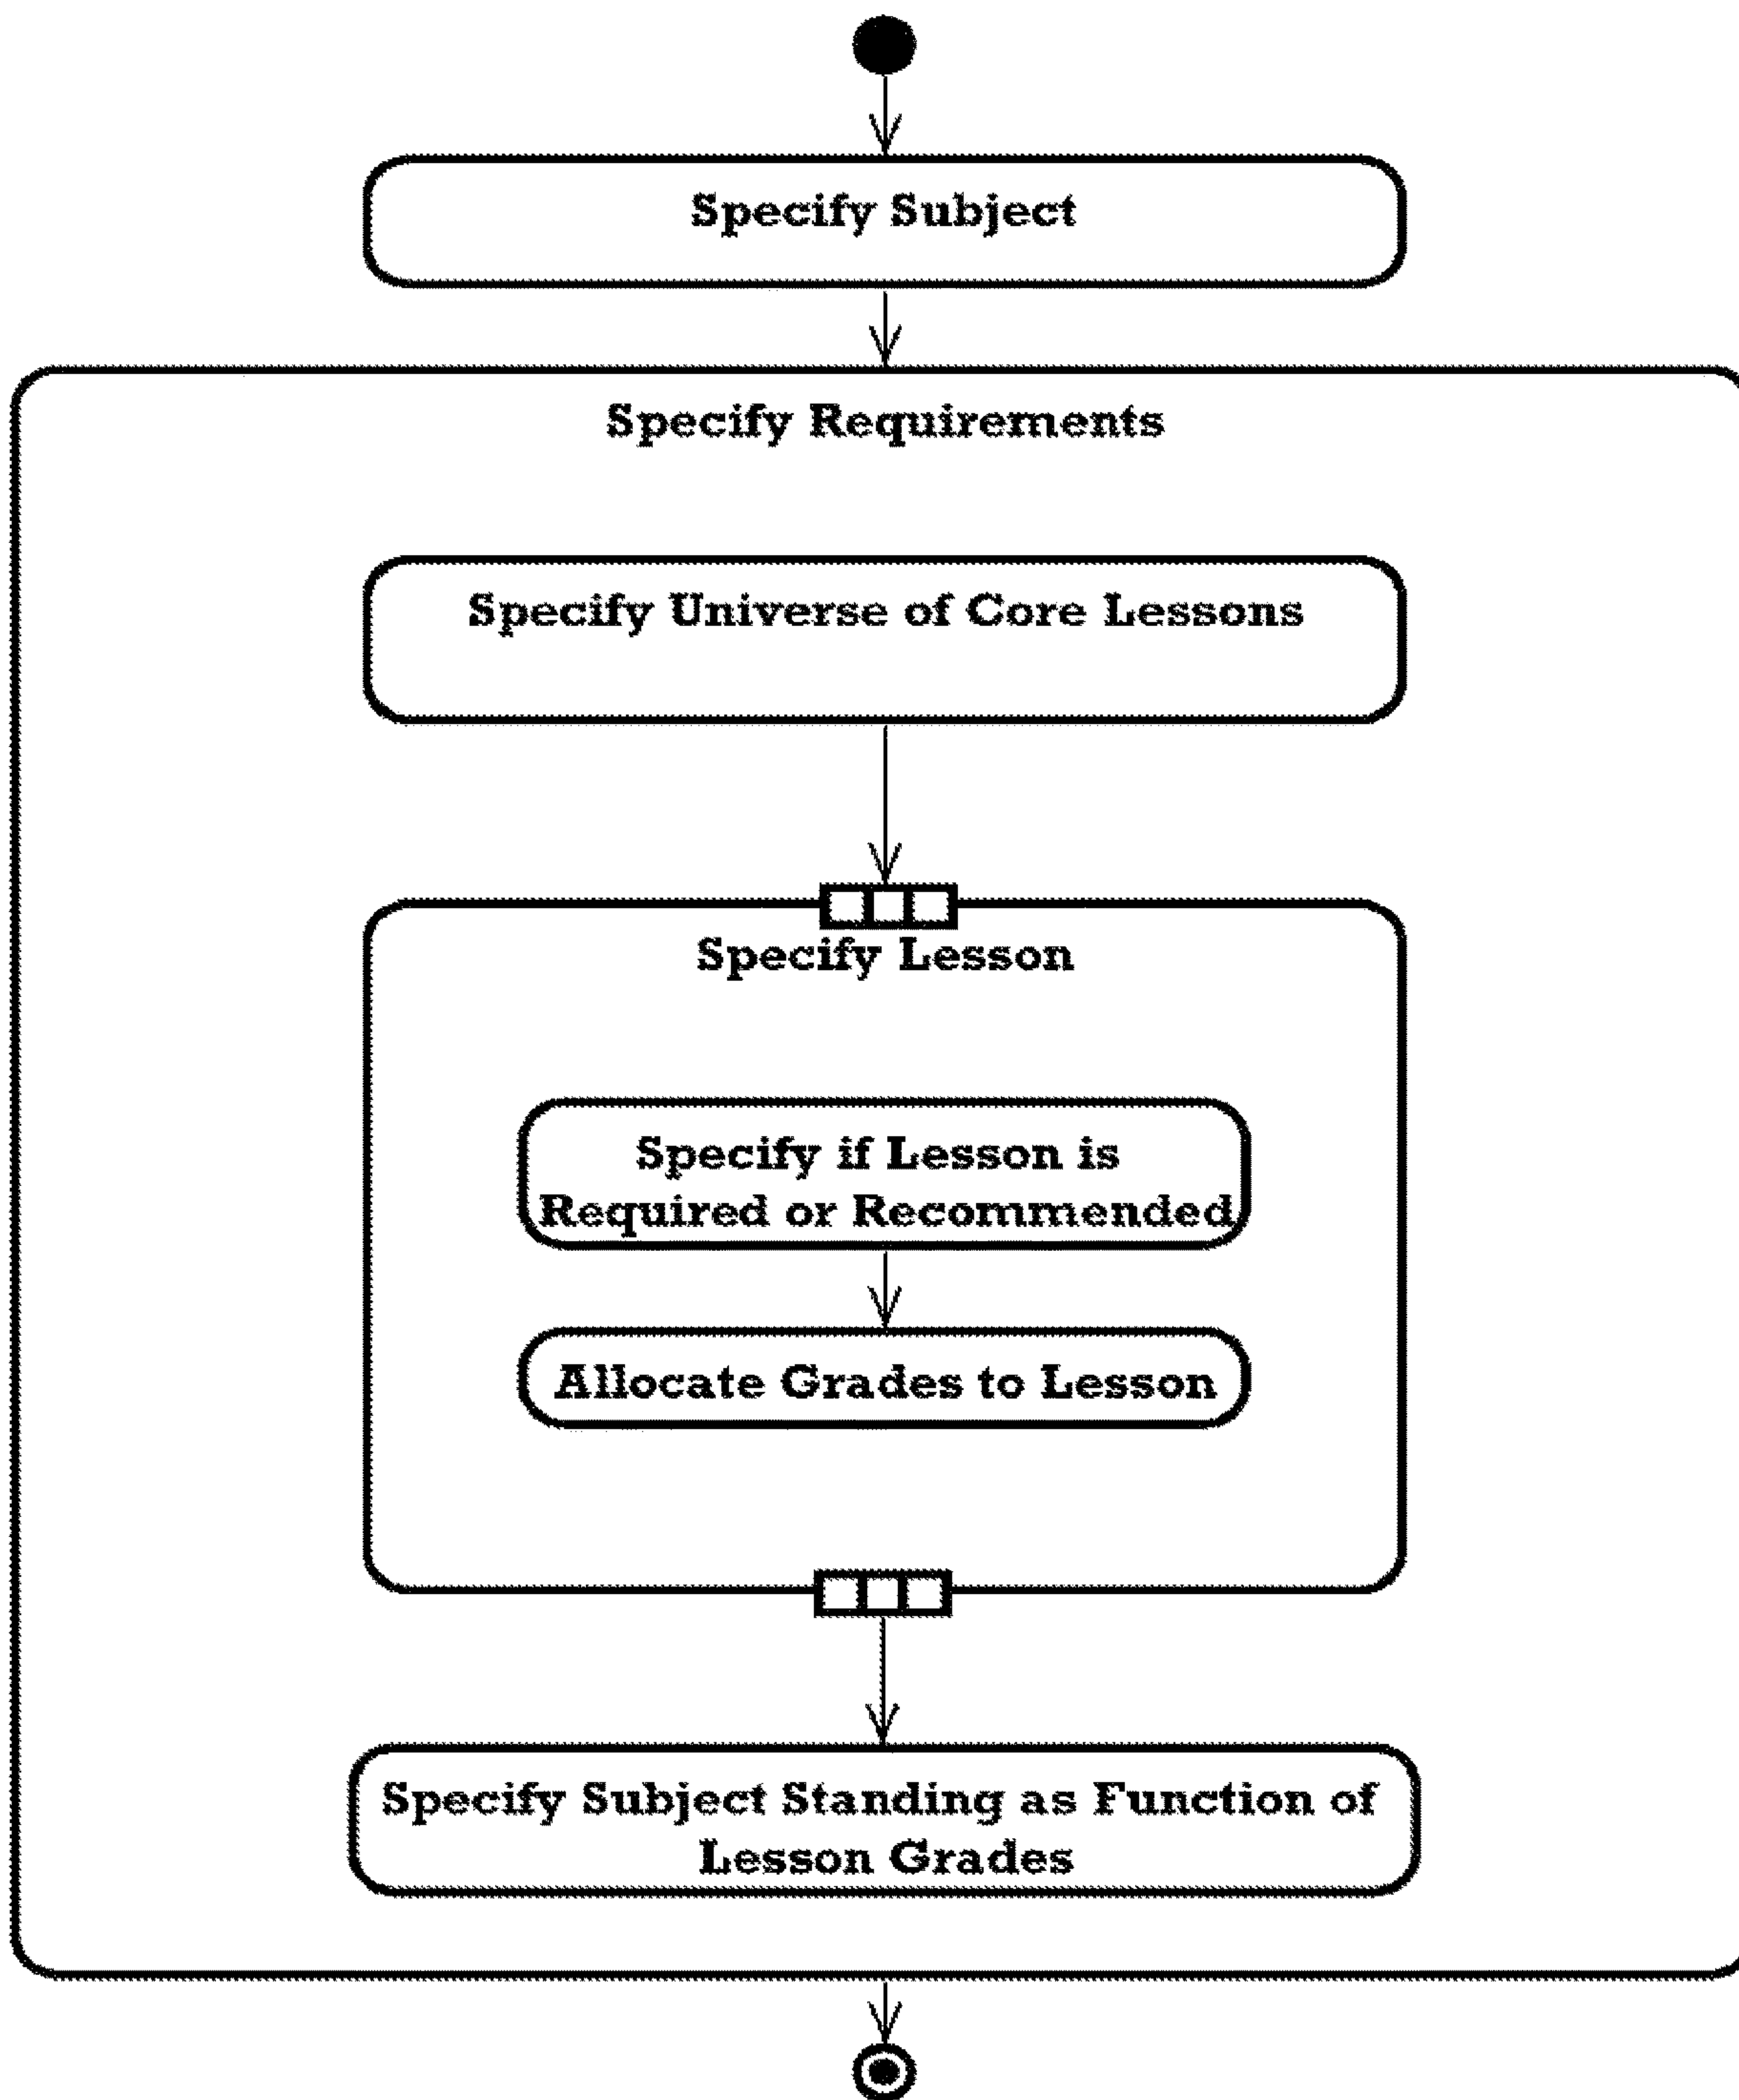 Specify Subject
Specify Requirements
Specify Universe of Core Lessons
Specify Lesson
Specify if Lesson is
Required or Recommended
Allocate Grades to Lesson
Specify Subject Standing as Function of
Lesson Grades